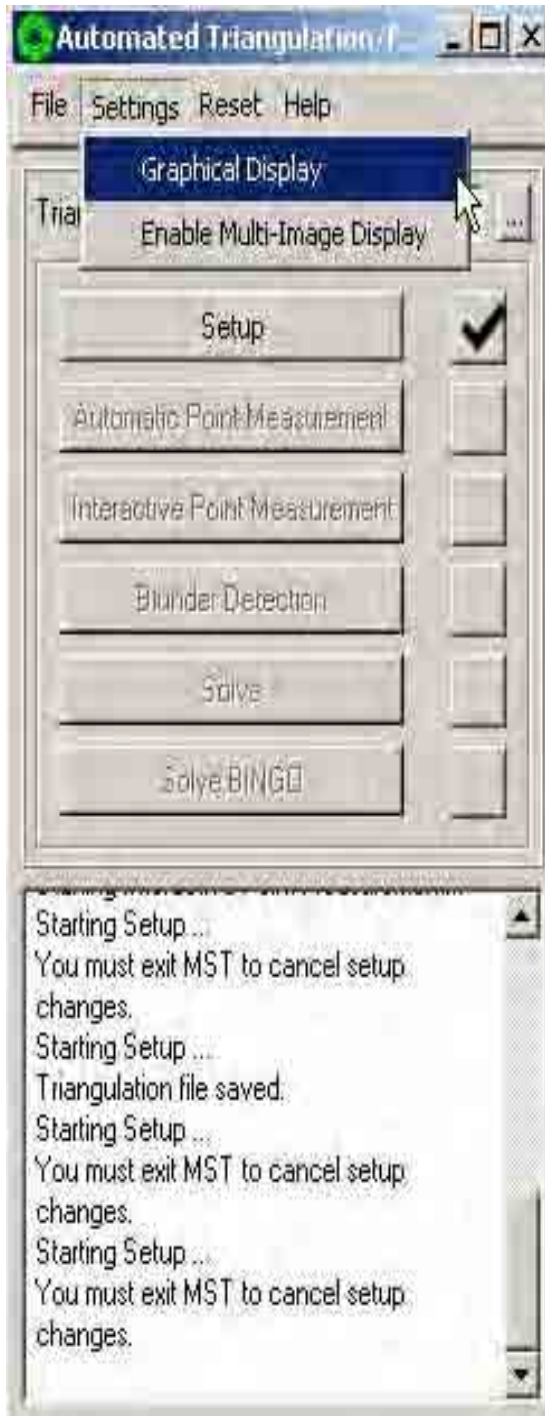 Automated Triangulation/
File Settings Reset Help
Graphical Display
Enable Multi-Image Display
Setup
Automatic Point Measurement
Interactive Point Measurement
Blunder Detection
Solve
Solve BINGO
Starting Setup ...
You must exit MST to cancel setup
changes.
Starting Setup ...
Triangulation file saved.
Starting Setup ...
You must exit MST to cancel setup
changes.
Starting Setup ...
You must exit MST to cancel setup
changes.